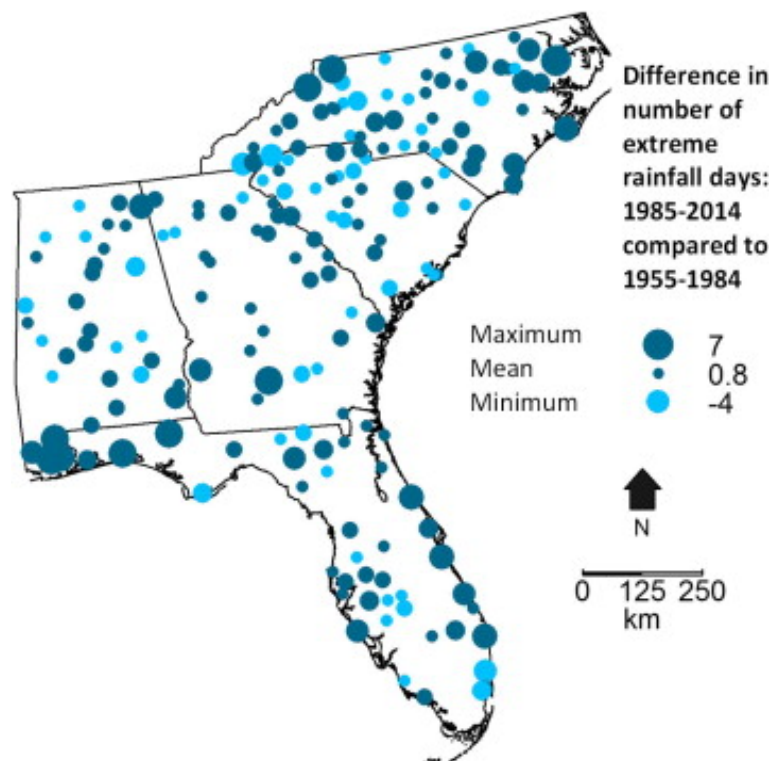 Difference in
number of
extreme
rainfall days:
1985-2014
compared to
1955-1984
Maximum 7
Mean 0.8
Minimum -4
N
0 125 250
km